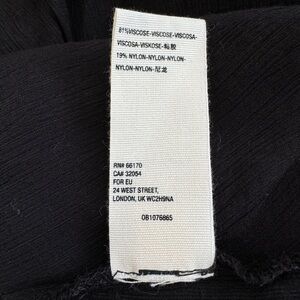 81%VISCOSE-VISCOSE-VISCOSA-
VISCOSA-VISKOSE-粘胶
19% NYLON-NYLON-NYLON-
NYLON-NYLON-尼龙
RN# 66170
CA# 32054
FOR EU
24 WEST STREET,
LONDON, UK WC2H9NA
OB1076865